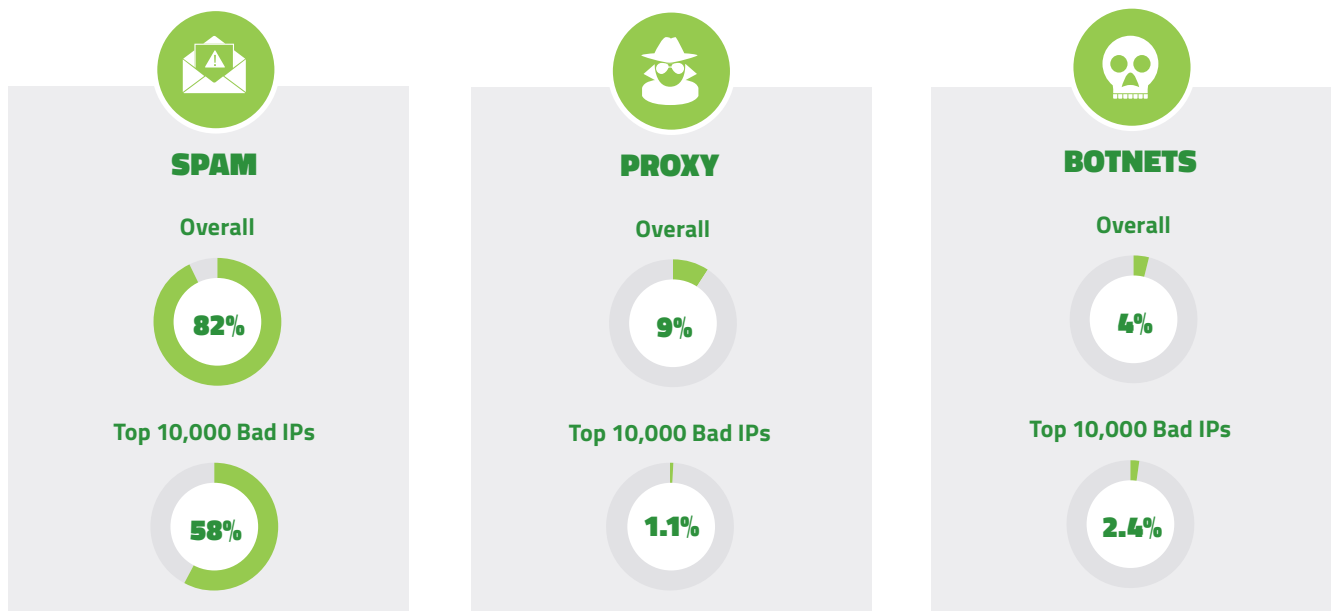 SPAM
Overall
82%
Top 10,000 Bad IPs
58%
PROXY
Overall
9%
Top 10,000 Bad IPs
1.1%
BOTNETS
Overall
4%
Top 10,000 Bad IPs
2.4%